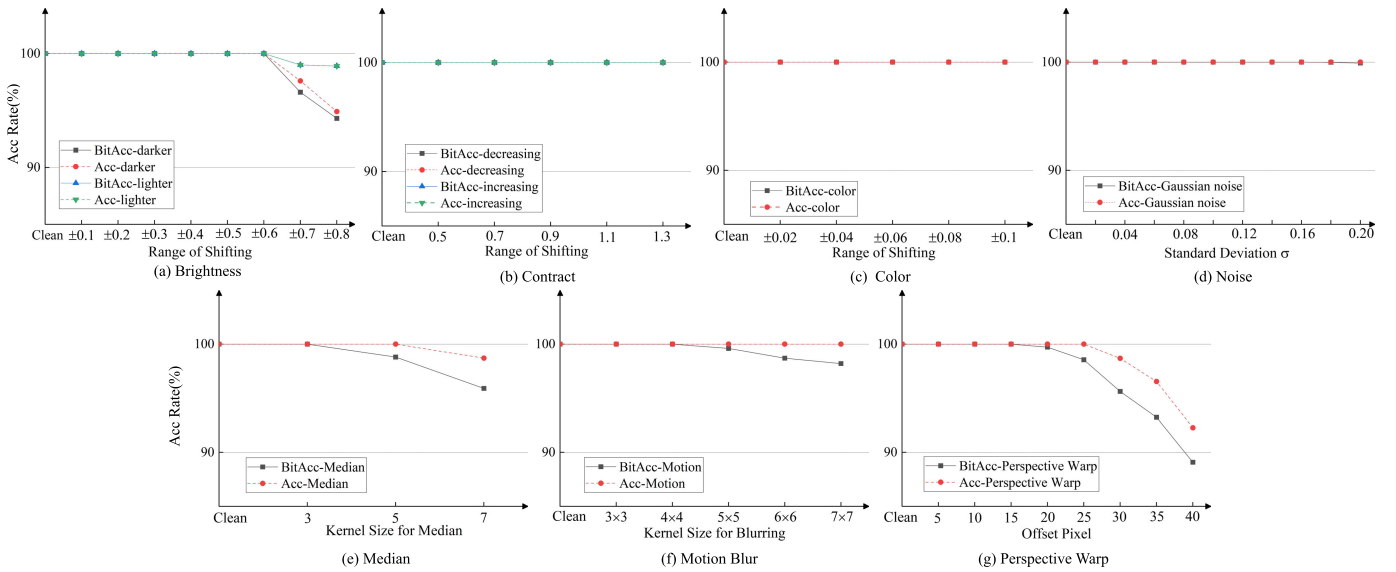 Acc Rate(%)
100
90
BitAcc-darker
Acc-darker
BitAcc-lighter
Acc-lighter
Clean ±0.1 ±0.2 ±0.3 ±0.4 ±0.5 ±0.6 ±0.7 ±0.8
Range of Shifting
(a) Brightness
100
90
BitAcc-decreasing
Acc-decreasing
BitAcc-increasing
Acc-increasing
Clean 0.5 0.7 0.9 1.1 1.3
Range of Shifting
(b) Contract
100
90
BitAcc-color
Acc-color
Clean ±0.02 ±0.04 ±0.06 ±0.08 ±0.1
Range of Shifting
(c) Color
100
90
BitAcc-Gaussian noise
Acc-Gaussian noise
Clean 0.04 0.08 0.12 0.16 0.20
Standard Deviation σ
(d) Noise
Acc Rate(%)
100
90
BitAcc-Median
Acc-Median
Clean 3 5 7
Kernel Size for Median
(e) Median
100
90
BitAcc-Motion
Acc-Motion
Clean 3×3 4×4 5×5 6×6 7×7
Kernel Size for Blurring
(f) Motion Blur
100
90
BitAcc-Perspective Warp
Acc-Perspective Warp
Clean 5 10 15 20 25 30 35 40
Offset Pixel
(g) Perspective Warp